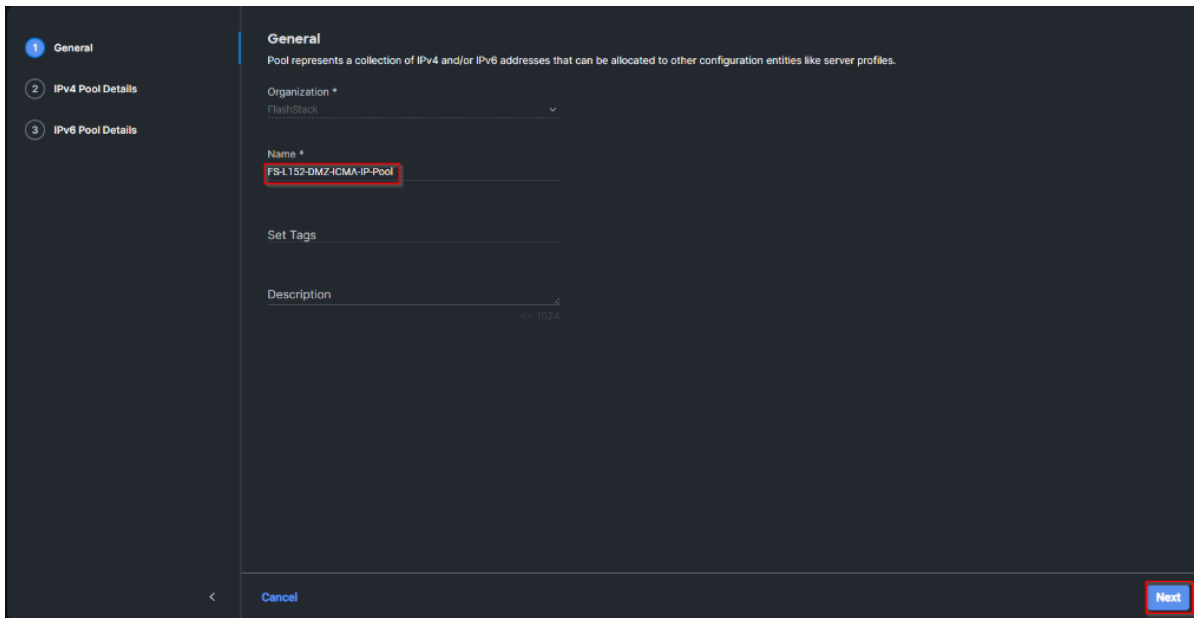 1 General
2 IPv4 Pool Details
3 IPv6 Pool Details
General
Pool represents a collection of IPv4 and/or IPv6 addresses that can be allocated to other configuration entities like server profiles.
Organization *
FlashStack
Name *
FS-L152-DMZ-ICMA-IP-Pool
Set Tags
Description
<< 1024
< Cancel
Next